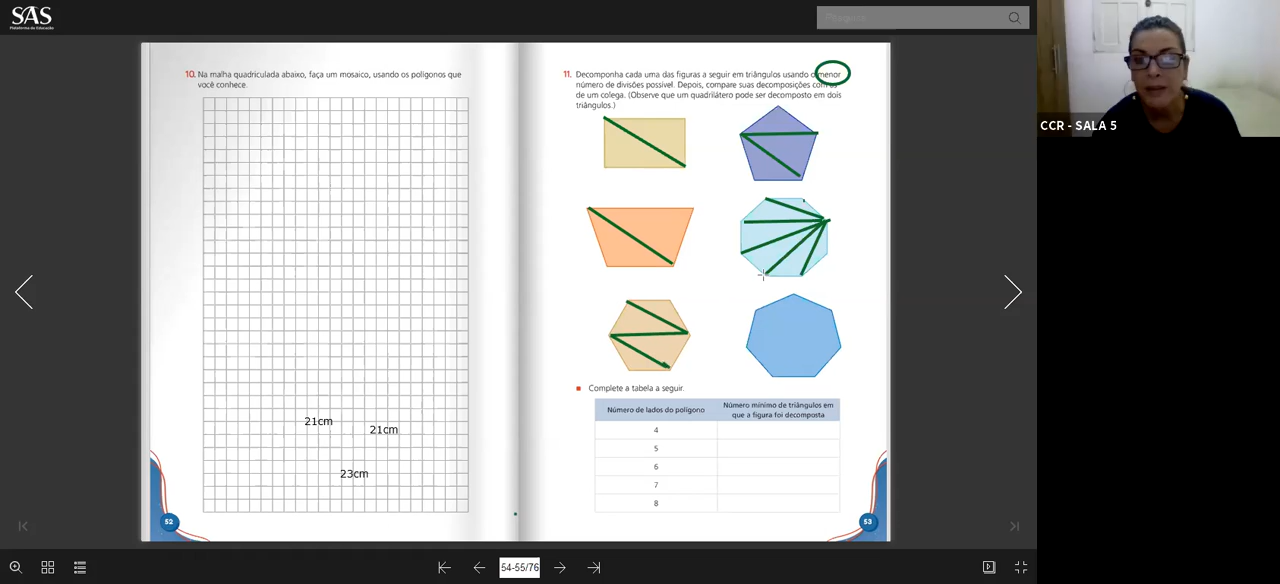 SAS
Plataforma de Educação
Pesquisar
CCR - SALA 5
10. Na malha quadriculada abaixo, faça um mosaico, usando os polígonos que
você conhece.
21cm
21cm
23cm
52
11. Decomponha cada uma das figuras a seguir em triângulos usando o menor
número de divisões possível. Depois, compare suas decomposições com as
de um colega. (Observe que um quadrilátero pode ser decomposto em dois
triângulos.)
Complete a tabela a seguir.
Número de lados do polígono
Número mínimo de triângulos em
que a figura foi decomposta
4
5
6
7
8
53
54-55/76